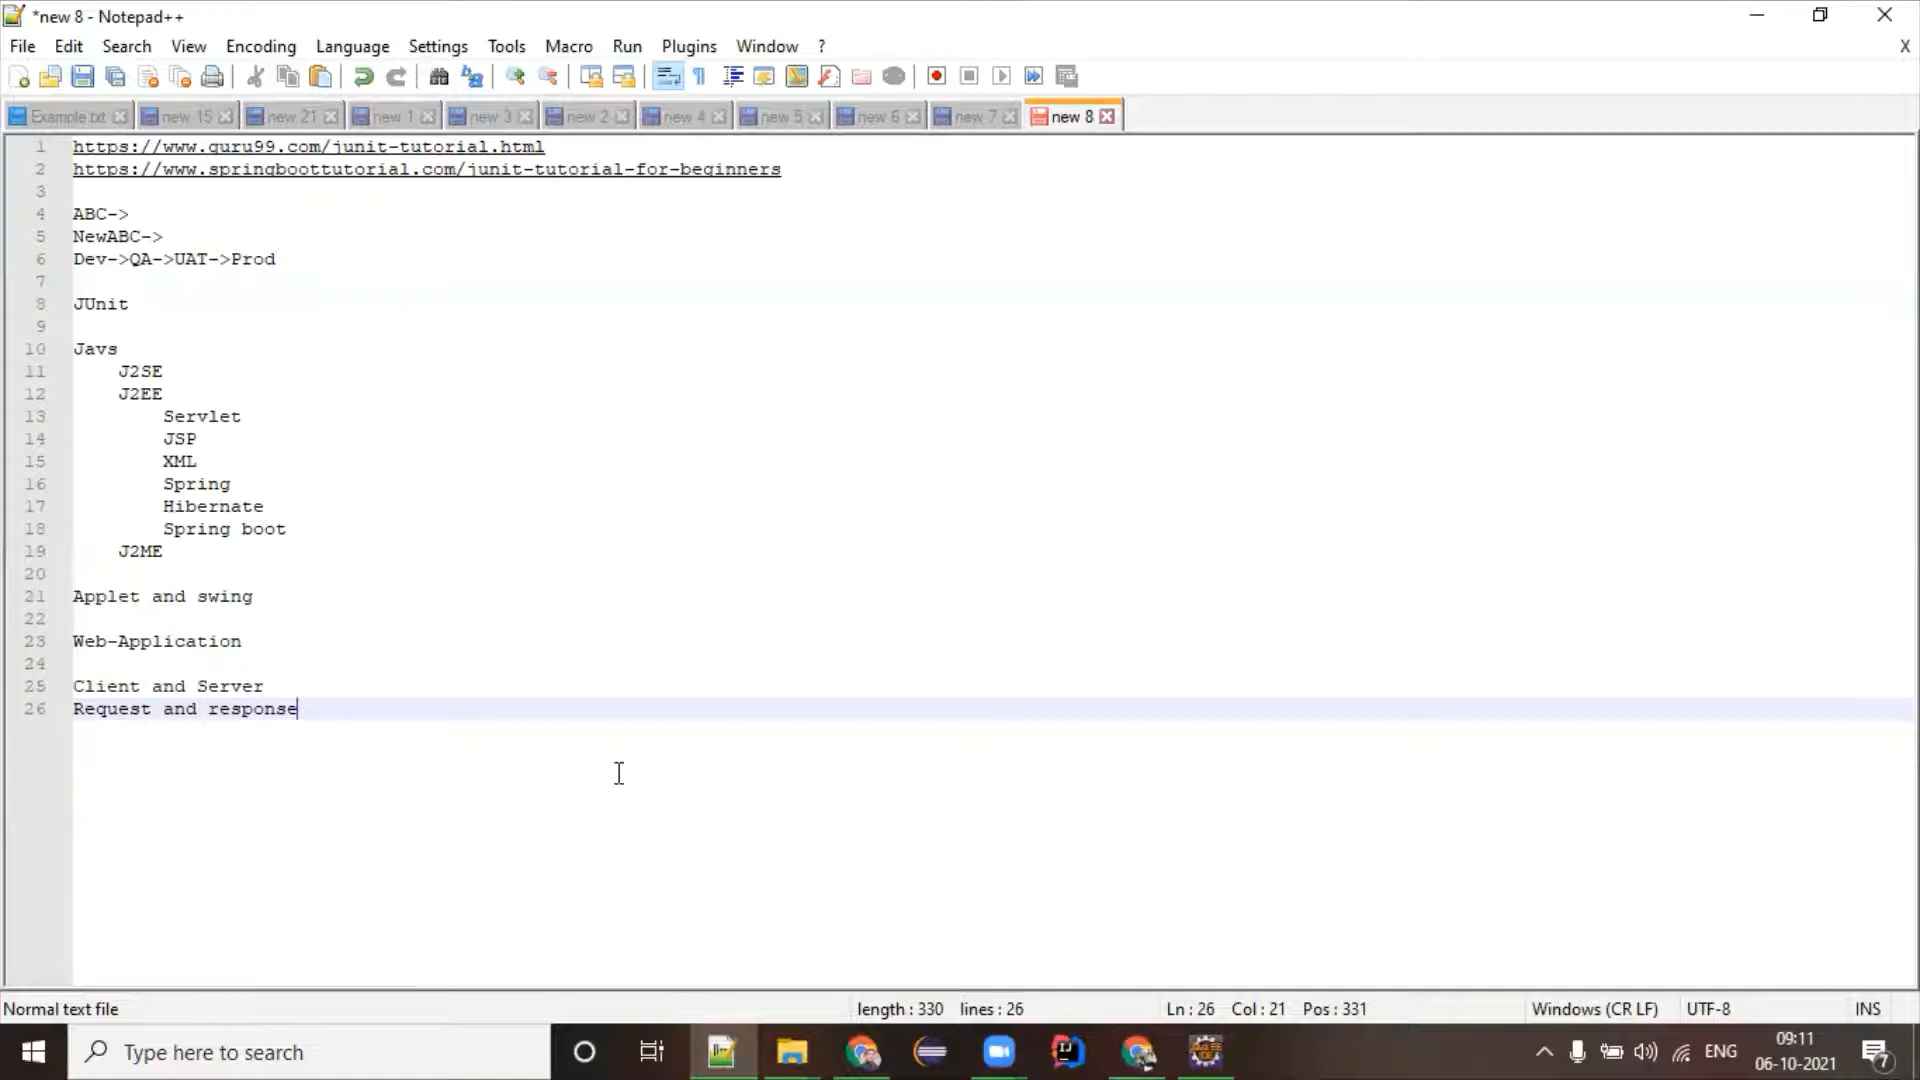 *new 8 - Notepad++
File Edit Search View Encoding Language Settings Tools Macro Run Plugins Window ? X
Example.txt new 15 new 21 new 1 new 3 new 2 new 4 new 5 new 6 new 7 new 8
1 https://www.guru99.com/junit-tutorial.html
2 https://www.springboottutorial.com/junit-tutorial-for-beginners
3
4 ABC->
5 NewABC->
6 Dev->QA->UAT->Prod
7
8 JUnit
9
10 Javs
11 J2SE
12 J2EE
13 Servlet
14 JSP
15 XML
16 Spring
17 Hibernate
18 Spring boot
19 J2ME
20
21 Applet and swing
22
23 Web-Application
24
25 Client and Server
26 Request and response
Normal text file length : 330 lines : 26 Ln : 26 Col : 21 Pos : 331 Windows (CR LF) UTF-8 INS
Type here to search ENG 09:11
06-10-2021 7